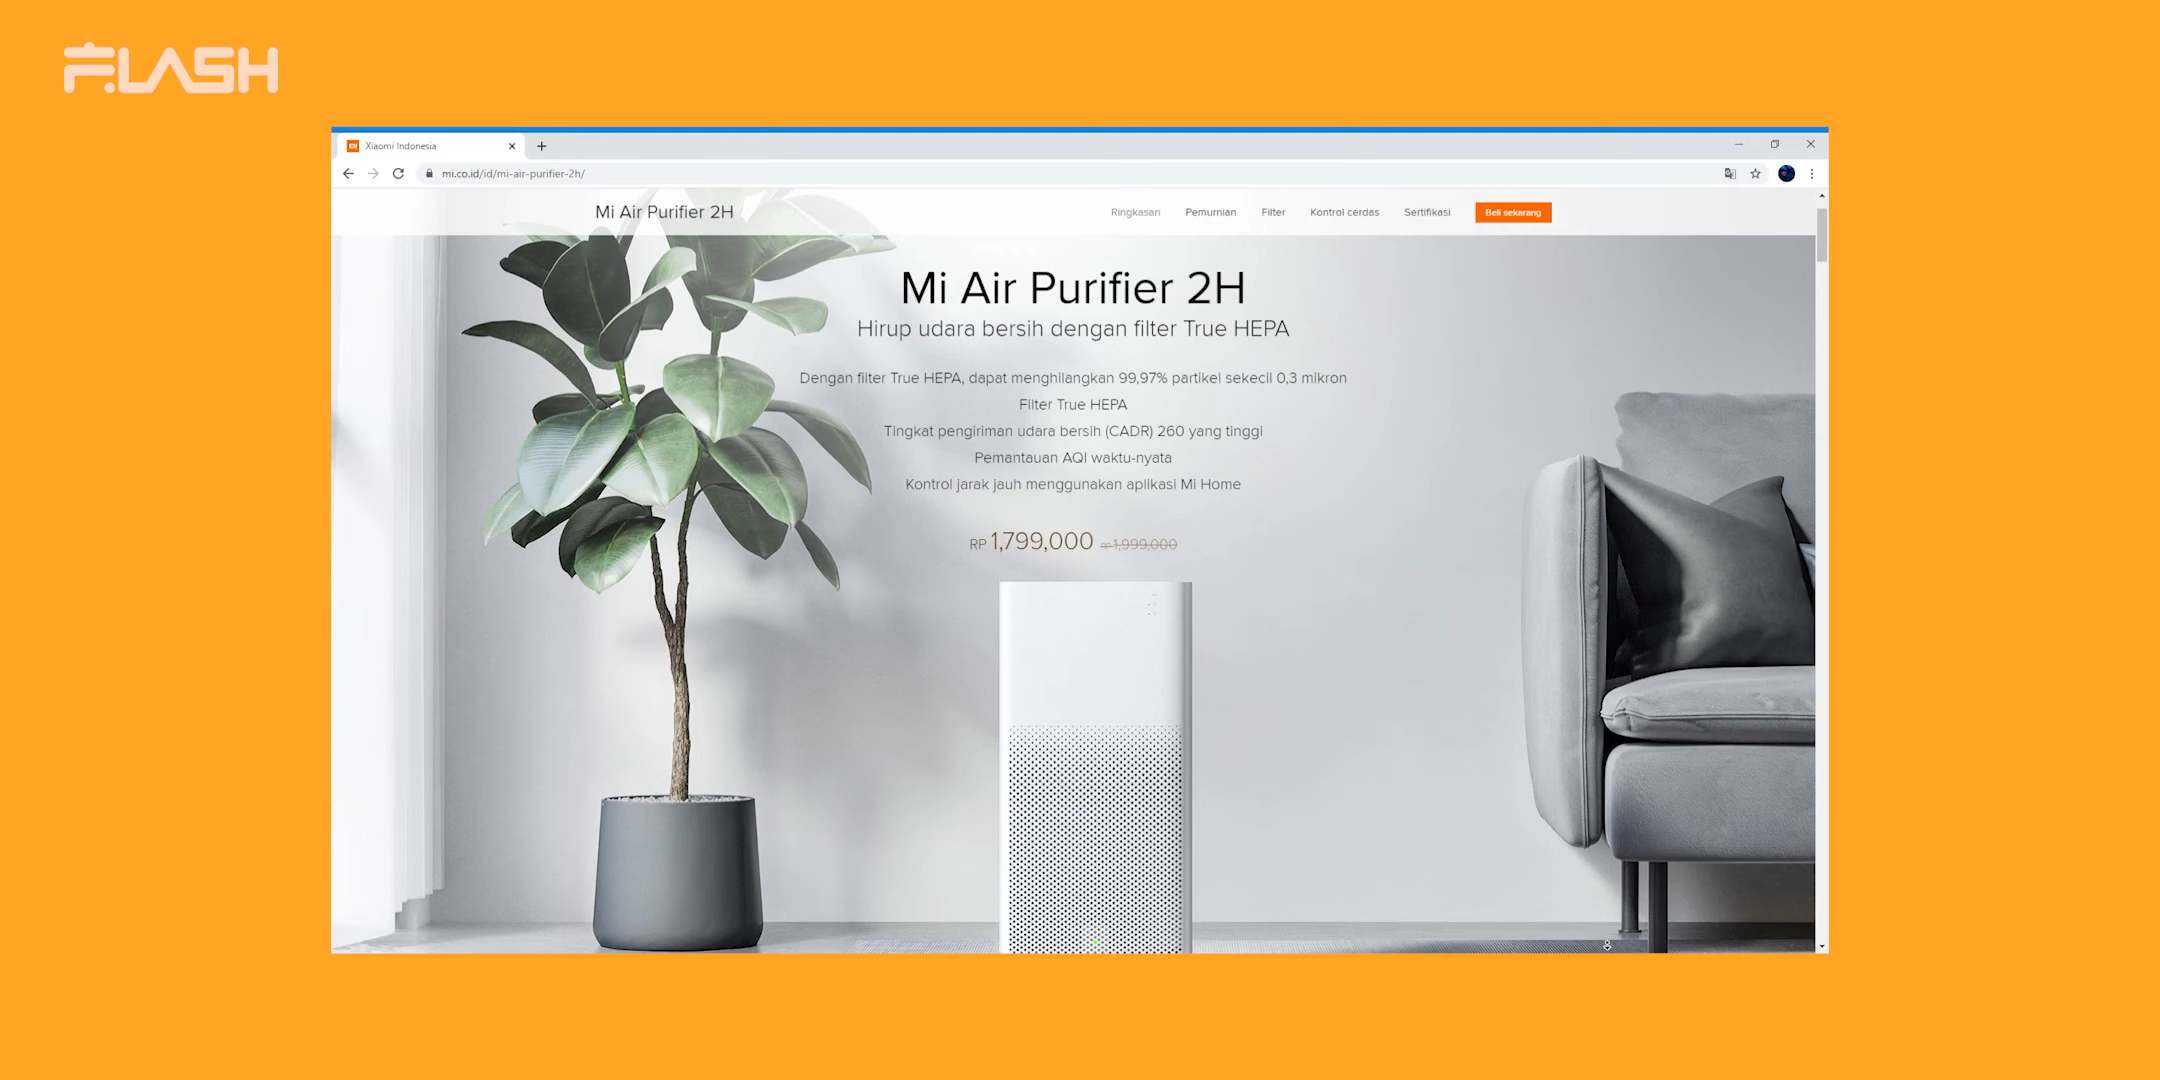 FLASH
Xiaomi Indonesia
mi.co.id/id/mi-air-purifier-2h/
Mi Air Purifier 2H
Ringkasan
Pemurnian
Filter
Kontrol cerdas
Sertifikasi
Beli sekarang
Mi Air Purifier 2H
Hirup udara bersih dengan filter True HEPA
Dengan filter True HEPA, dapat menghilangkan 99,97% partikel sekecil 0,3 mikron
Filter True HEPA
Tingkat pengiriman udara bersih (CADR) 260 yang tinggi
Pemantauan AQI waktu-nyata
Kontrol jarak jauh menggunakan aplikasi Mi Home
RP 1,799,000 RP 1,999,000